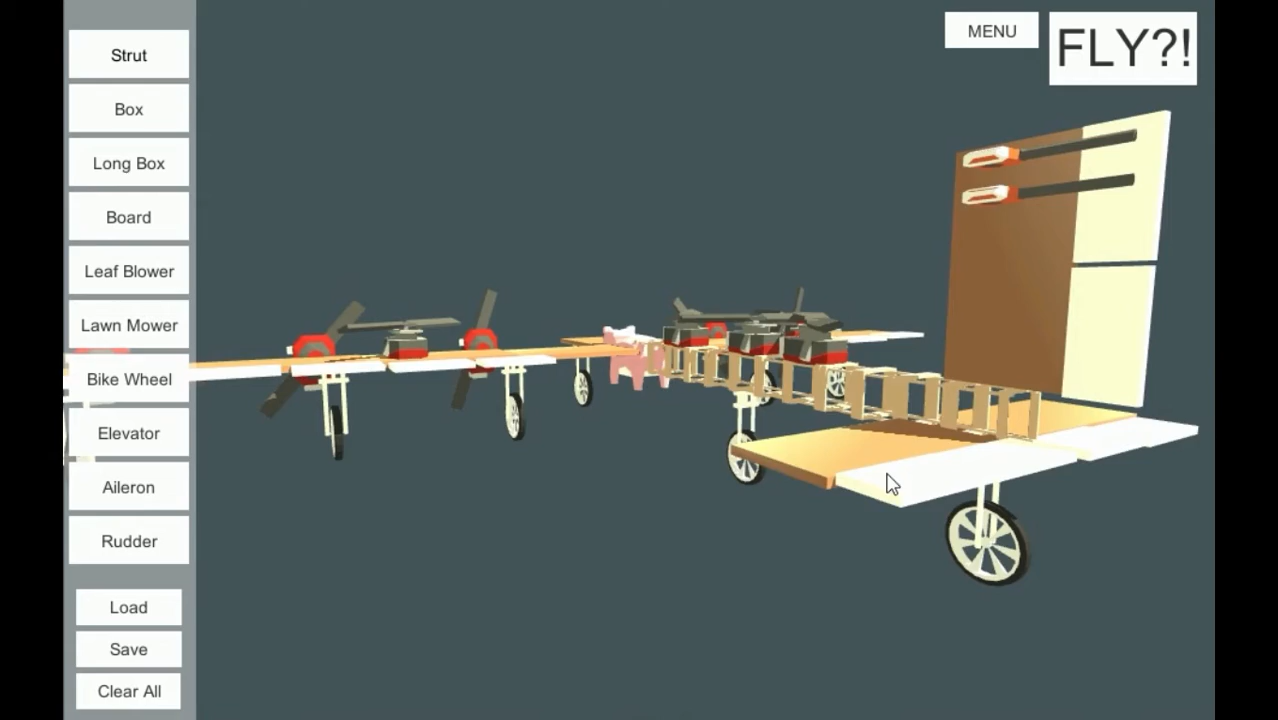 MENU
FLY?!
Strut
Box
Long Box
Board
Leaf Blower
Lawn Mower
Bike Wheel
Elevator
Aileron
Rudder
Load
Save
Clear All